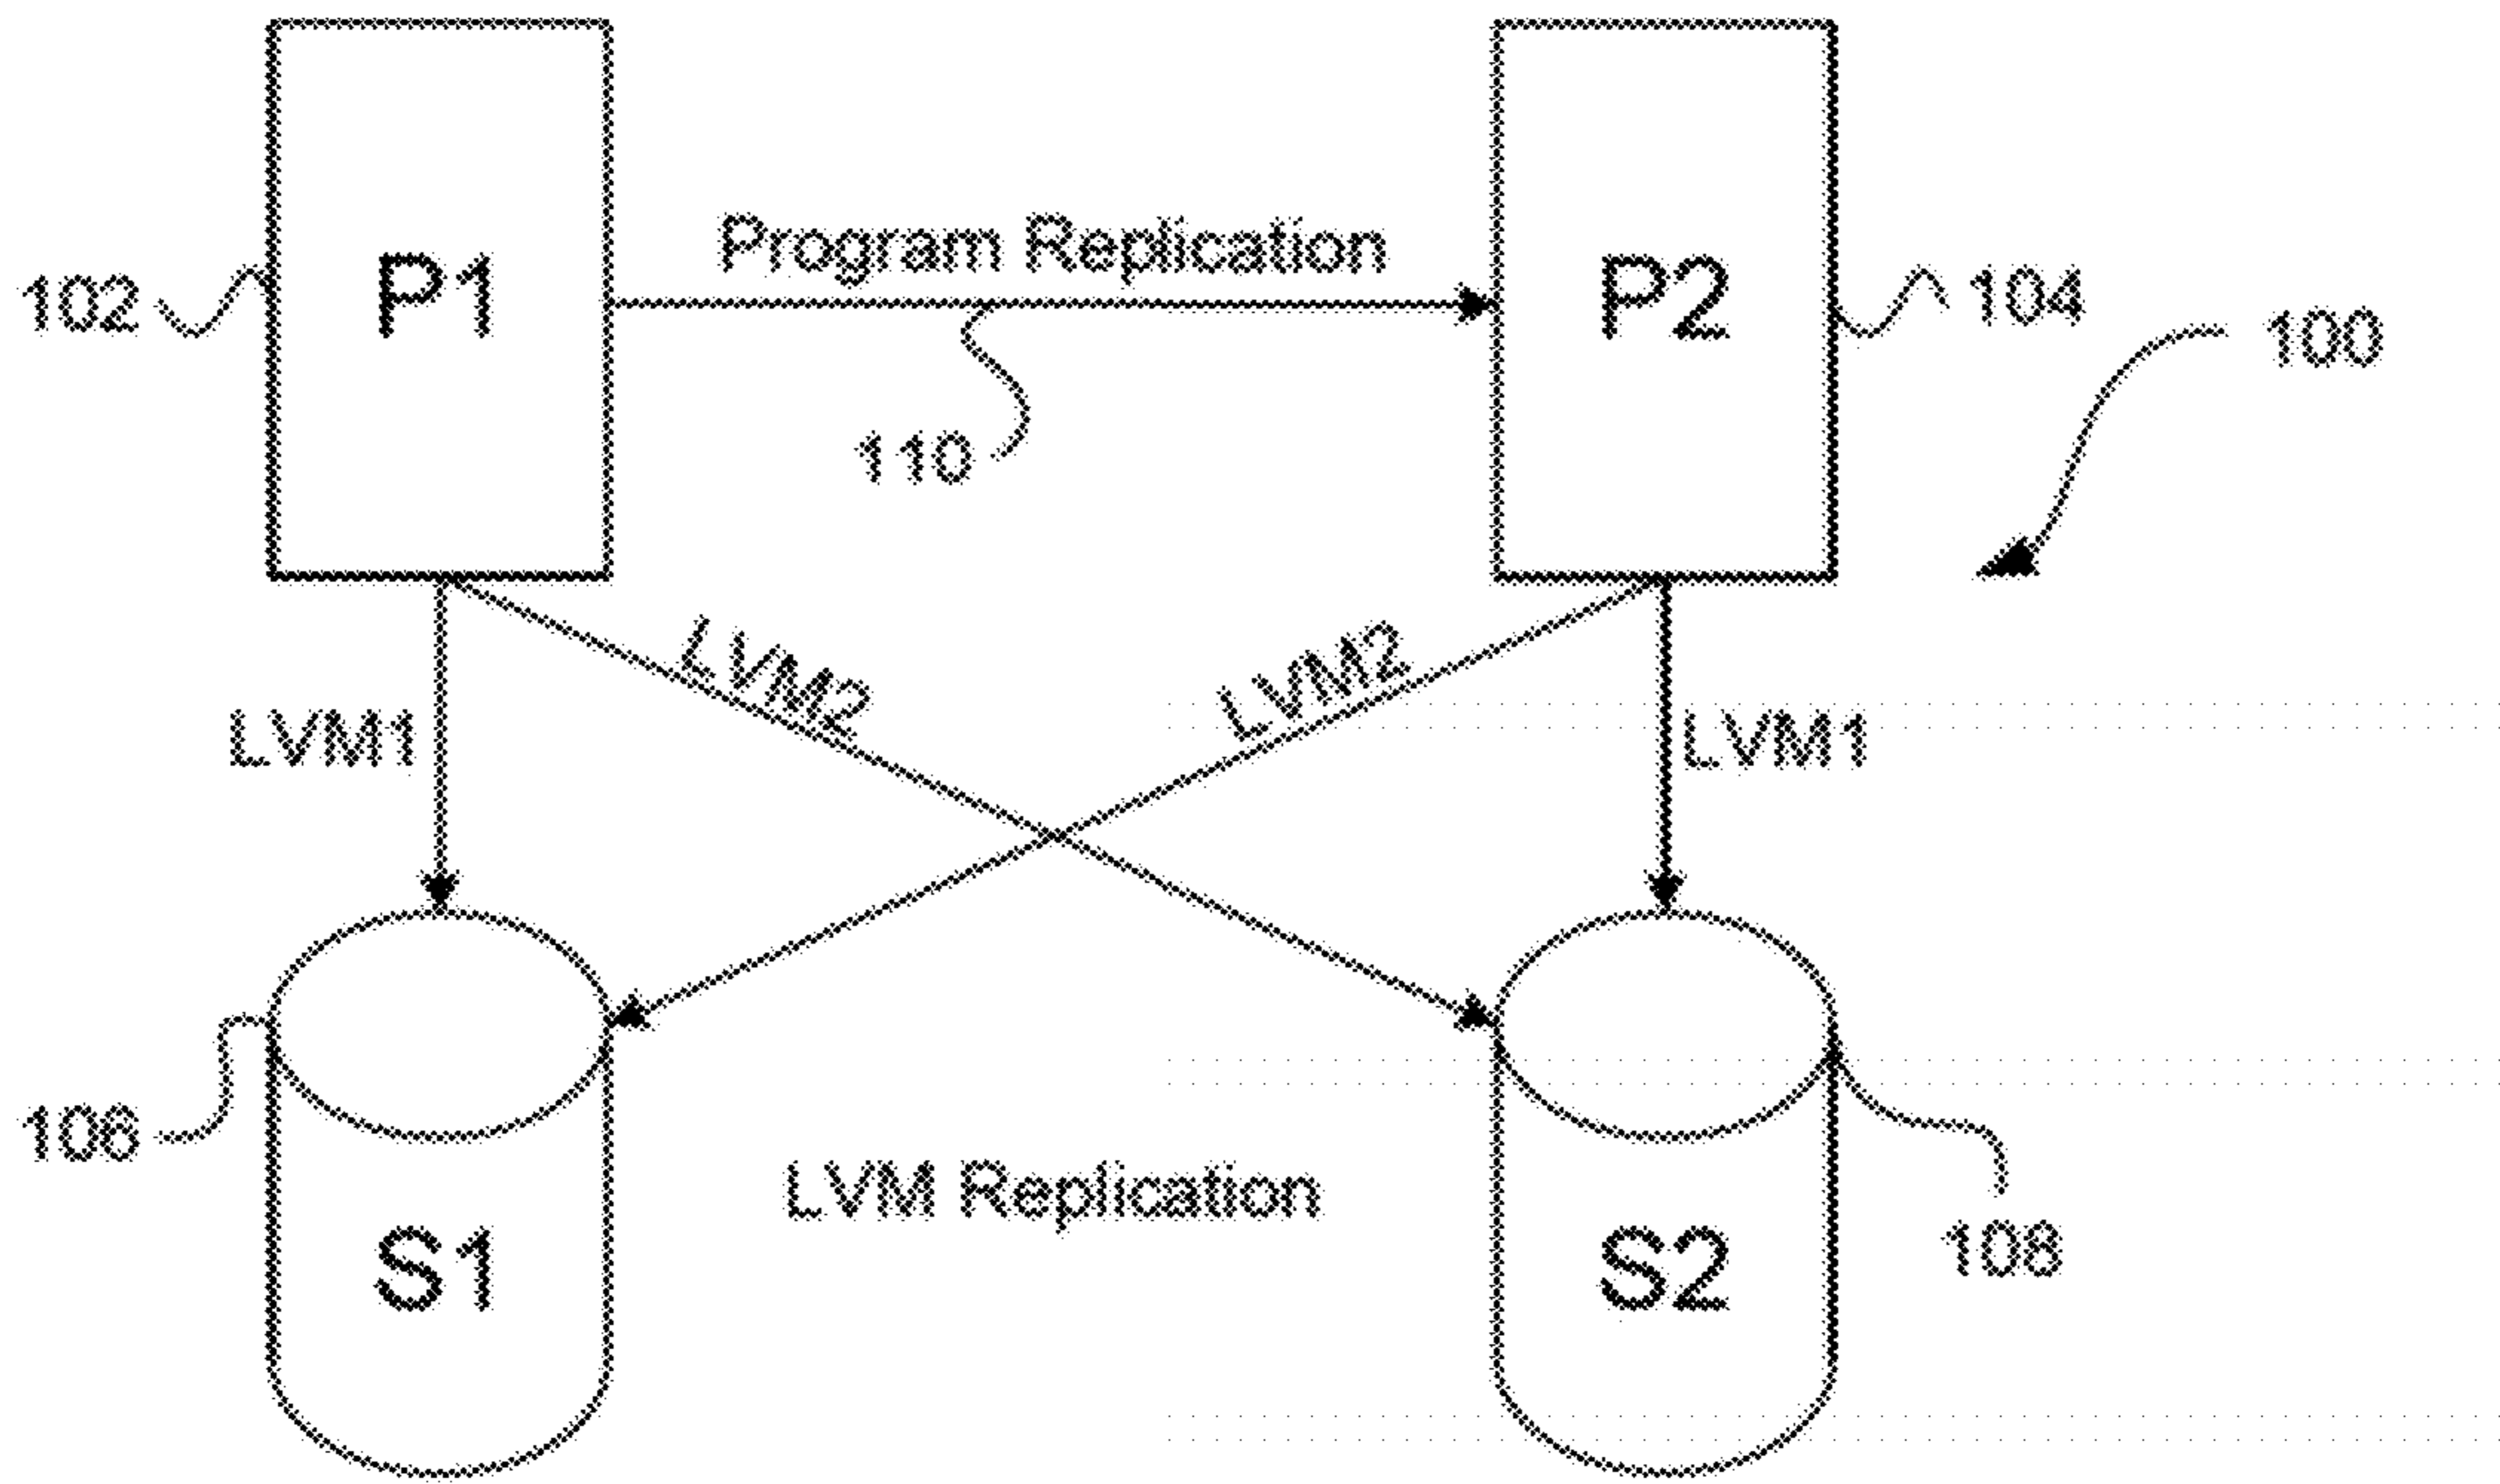 Program Replication
102
P1
P2
104
100
110
LVM2
LVM2
LVM1
LVM1
106
LVM Replication
S1
S2
108